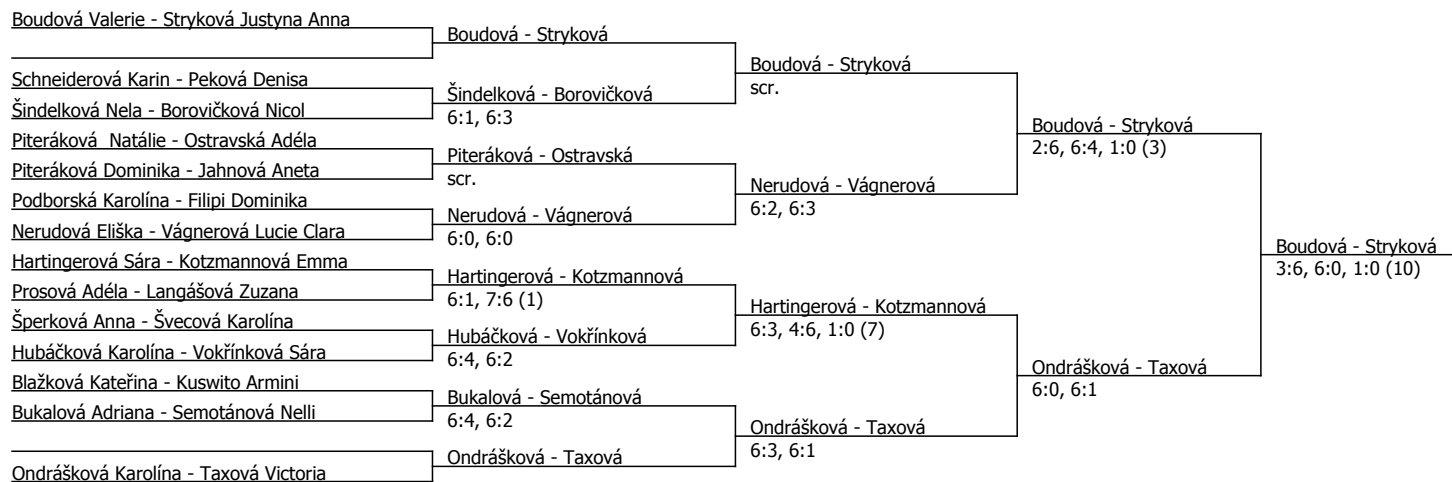 Boudová Valerie - Stryková Justyna Anna
Schneiderová Karin - Peková Denisa
Šindelková Nela - Borovičková Nicol
Piteráková  Natálie - Ostravská Adéla
Piteráková Dominika - Jahnová Aneta
Podborská Karolína - Filipi Dominika
Nerudová Eliška - Vágnerová Lucie Clara
Hartingerová Sára - Kotzmannová Emma
Prosová Adéla - Langášová Zuzana
Šperková Anna - Švecová Karolína
Hubáčková Karolína - Vokřínková Sára
Blažková Kateřina - Kuswito Armini
Bukalová Adriana - Semotánová Nelli
Ondrášková Karolína - Taxová Victoria
Boudová - Stryková
Šindelková - Borovičková
6:1, 6:3
Piteráková - Ostravská
scr.
Nerudová - Vágnerová
6:0, 6:0
Hartingerová - Kotzmannová
6:1, 7:6 (1)
Hubáčková - Vokřínková
6:4, 6:2
Bukalová - Semotánová
6:4, 6:2
Ondrášková - Taxová
Boudová - Stryková
scr.
Nerudová - Vágnerová
6:2, 6:3
Hartingerová - Kotzmannová
6:3, 4:6, 1:0 (7)
Ondrášková - Taxová
6:3, 6:1
Boudová - Stryková
2:6, 6:4, 1:0 (3)
Ondrášková - Taxová
6:0, 6:1
Boudová - Stryková
3:6, 6:0, 1:0 (10)